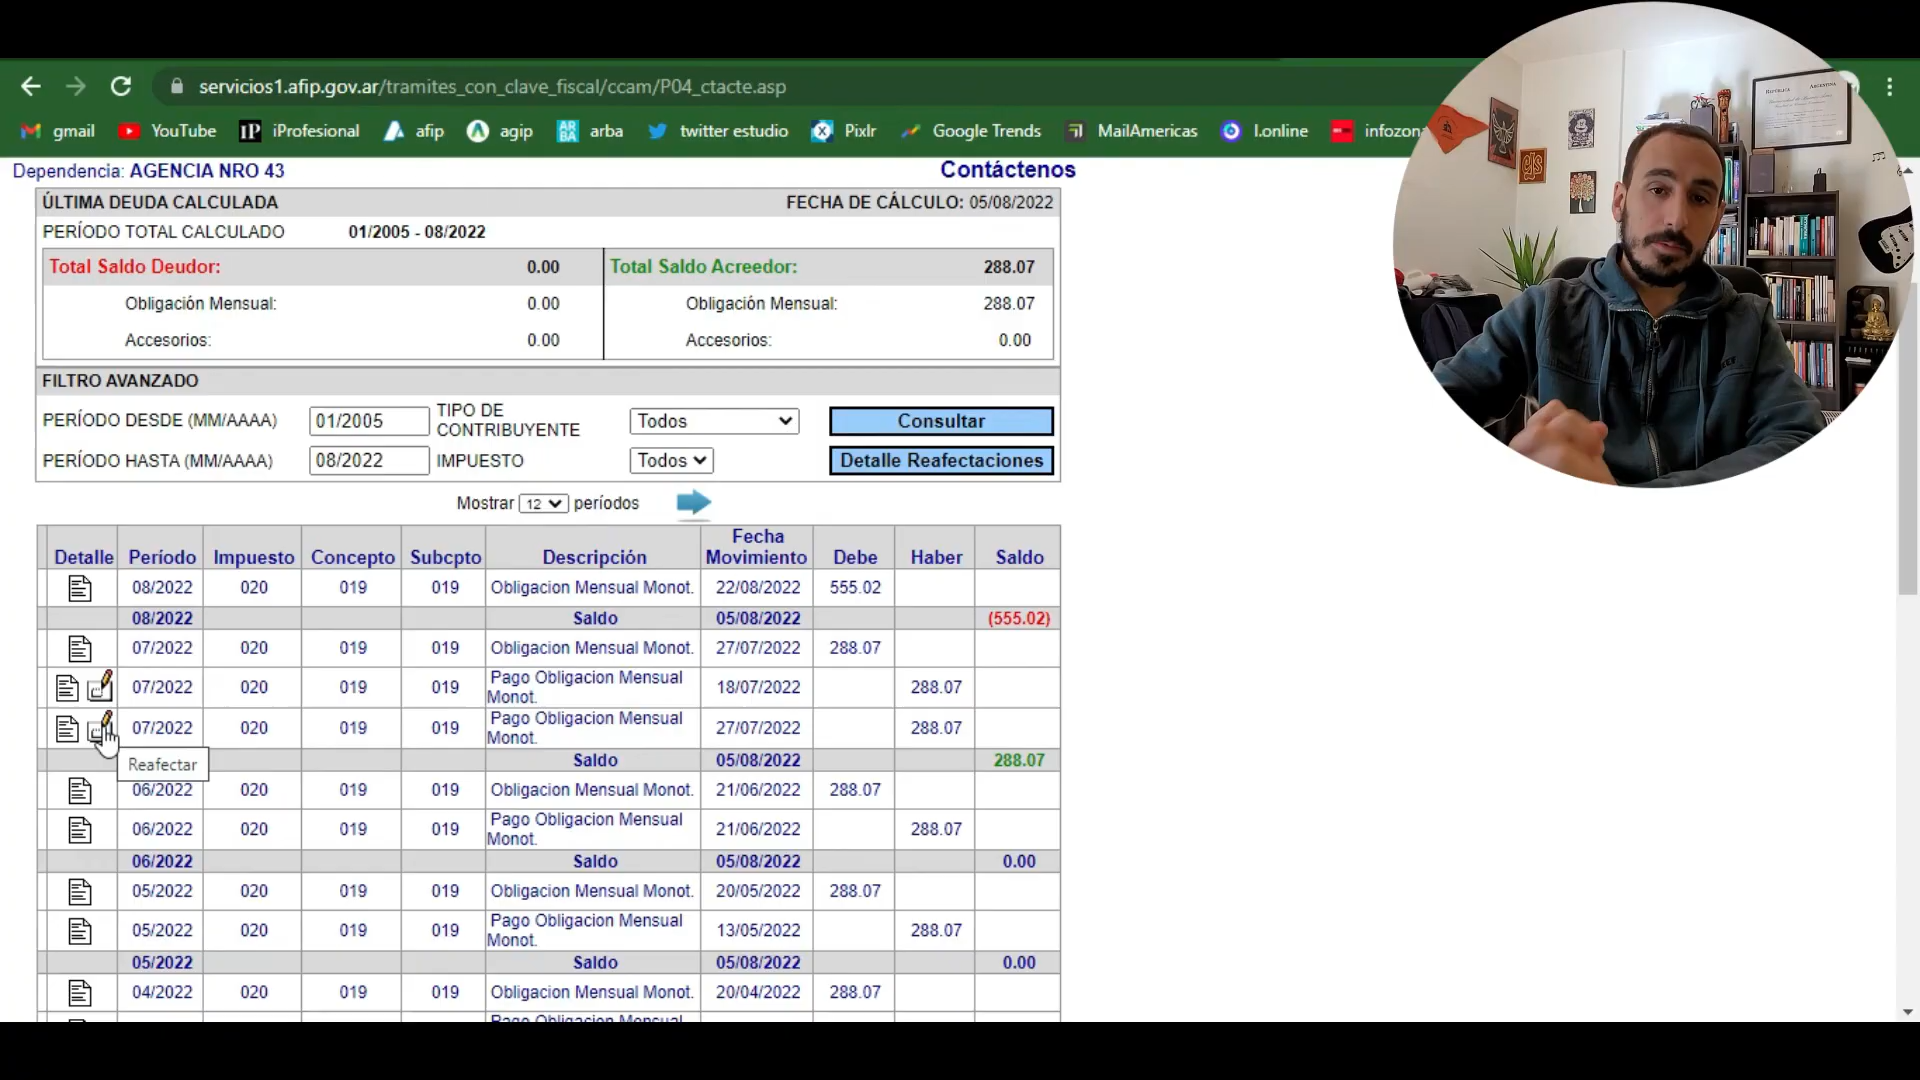 servicios1.afip.gov.ar/tramites_con_clave_fiscal/ccam/P04_ctacte.asp
gmail YouTube iProfesional afip agip arba twitter estudio Pixlr Google Trends MailAmericas I.online infozona
Dependencia: AGENCIA NRO 43 Contáctenos
ÚLTIMA DEUDA CALCULADA FECHA DE CÁLCULO: 05/08/2022
PERÍODO TOTAL CALCULADO 01/2005 - 08/2022
Total Saldo Deudor: 0.00 Total Saldo Acreedor: 288.07
Obligación Mensual: 0.00 Obligación Mensual: 288.07
Accesorios: 0.00 Accesorios: 0.00
FILTRO AVANZADO
PERÍODO DESDE (MM/AAAA) 01/2005 TIPO DE CONTRIBUYENTE Todos Consultar
PERÍODO HASTA (MM/AAAA) 08/2022 IMPUESTO Todos Detalle Reafectaciones
Mostrar 12 períodos
Detalle Período Impuesto Concepto Subcpto Descripción Fecha Movimiento Debe Haber Saldo
08/2022 020 019 019 Obligacion Mensual Monot. 22/08/2022 555.02
08/2022 Saldo 05/08/2022 (555.02)
07/2022 020 019 019 Obligacion Mensual Monot. 27/07/2022 288.07
07/2022 020 019 019 Pago Obligacion Mensual Monot. 18/07/2022 288.07
07/2022 020 019 019 Pago Obligacion Mensual Monot. 27/07/2022 288.07
Reafectar Saldo 05/08/2022 288.07
06/2022 020 019 019 Obligacion Mensual Monot. 21/06/2022 288.07
06/2022 020 019 019 Pago Obligacion Mensual Monot. 21/06/2022 288.07
06/2022 Saldo 05/08/2022 0.00
05/2022 020 019 019 Obligacion Mensual Monot. 20/05/2022 288.07
05/2022 020 019 019 Pago Obligacion Mensual Monot. 13/05/2022 288.07
05/2022 Saldo 05/08/2022 0.00
04/2022 020 019 019 Obligacion Mensual Monot. 20/04/2022 288.07
Pago Obligacion Mensual